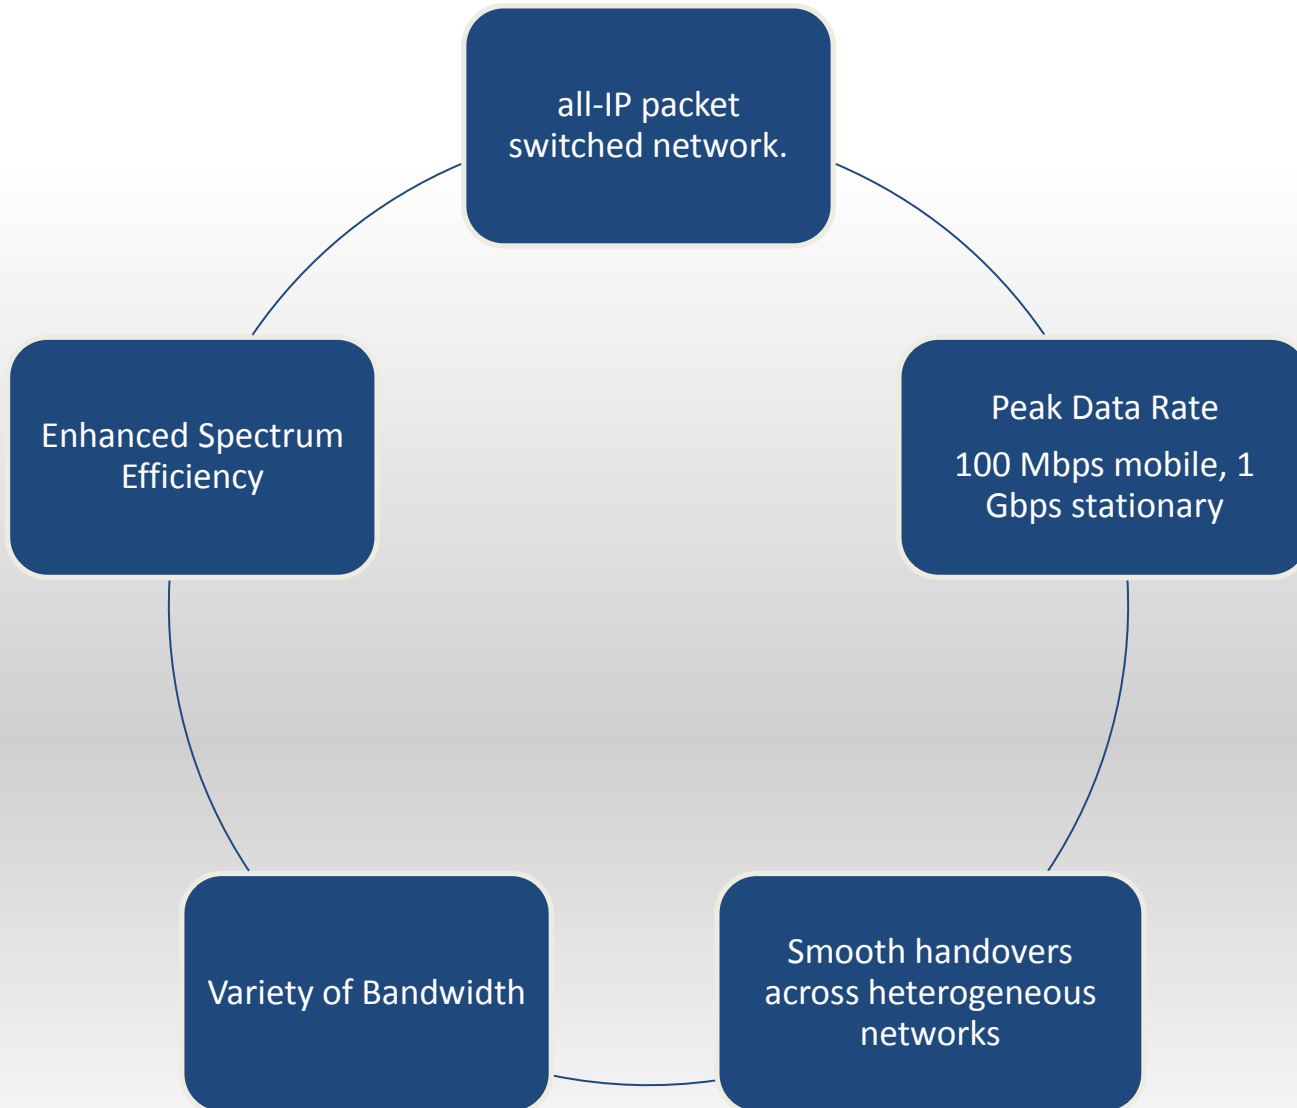 all-IP packet
switched network.
Enhanced Spectrum
Efficiency
Peak Data Rate
100 Mbps mobile, 1
Gbps stationary
Variety of Bandwidth
Smooth handovers
across heterogeneous
networks